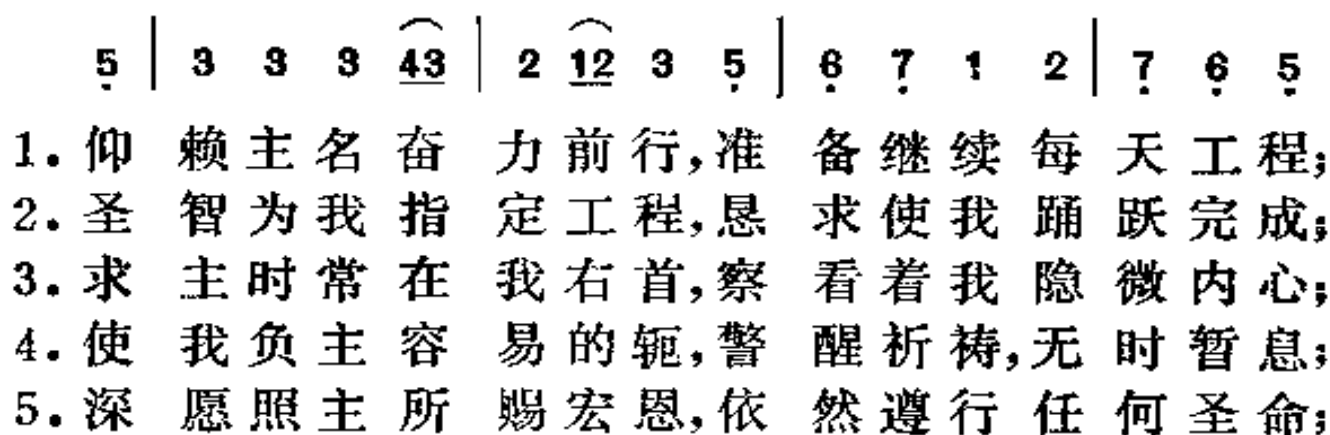 5 | 3 3 3 43 | 2 12 3 5 | 6 7 1 2 | 7 6 5
1. 仰赖主名奋力前行,准备继续每天工程;
2. 圣智为我指定工程,恳求使我踊跃完成;
3. 求主时常在我右首,察看着我隐微内心;
4. 使我负主容易的轭,警醒祈祷,无时暂息;
5. 深愿照主所赐宏恩,依然遵行任何圣命;